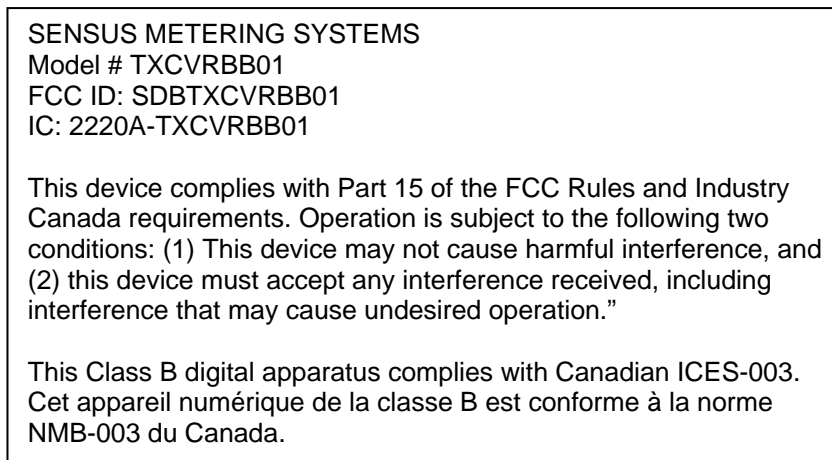 SENSUS METERING SYSTEMS
Model # TXCVRBB01
FCC ID: SDBTXCVRBB01
IC: 2220A-TXCVRBB01
This device complies with Part 15 of the FCC Rules and Industry
Canada requirements. Operation is subject to the following two
conditions: (1) This device may not cause harmful interference, and
(2) this device must accept any interference received, including
interference that may cause undesired operation.”
This Class B digital apparatus complies with Canadian ICES-003.
Cet appareil numérique de la classe B est conforme à la norme
NMB-003 du Canada.